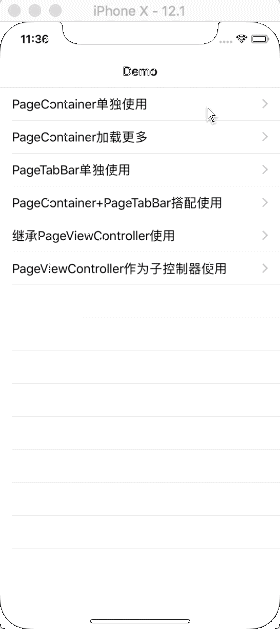 iPhone X - 12.1
11:36
Demo
PageContainer单独使用
PageContainer加载更多
PageTabBar单独使用
PageContainer+PageTabBar搭配使用
继承PageViewController使用
PageViewController作为子控制器使用